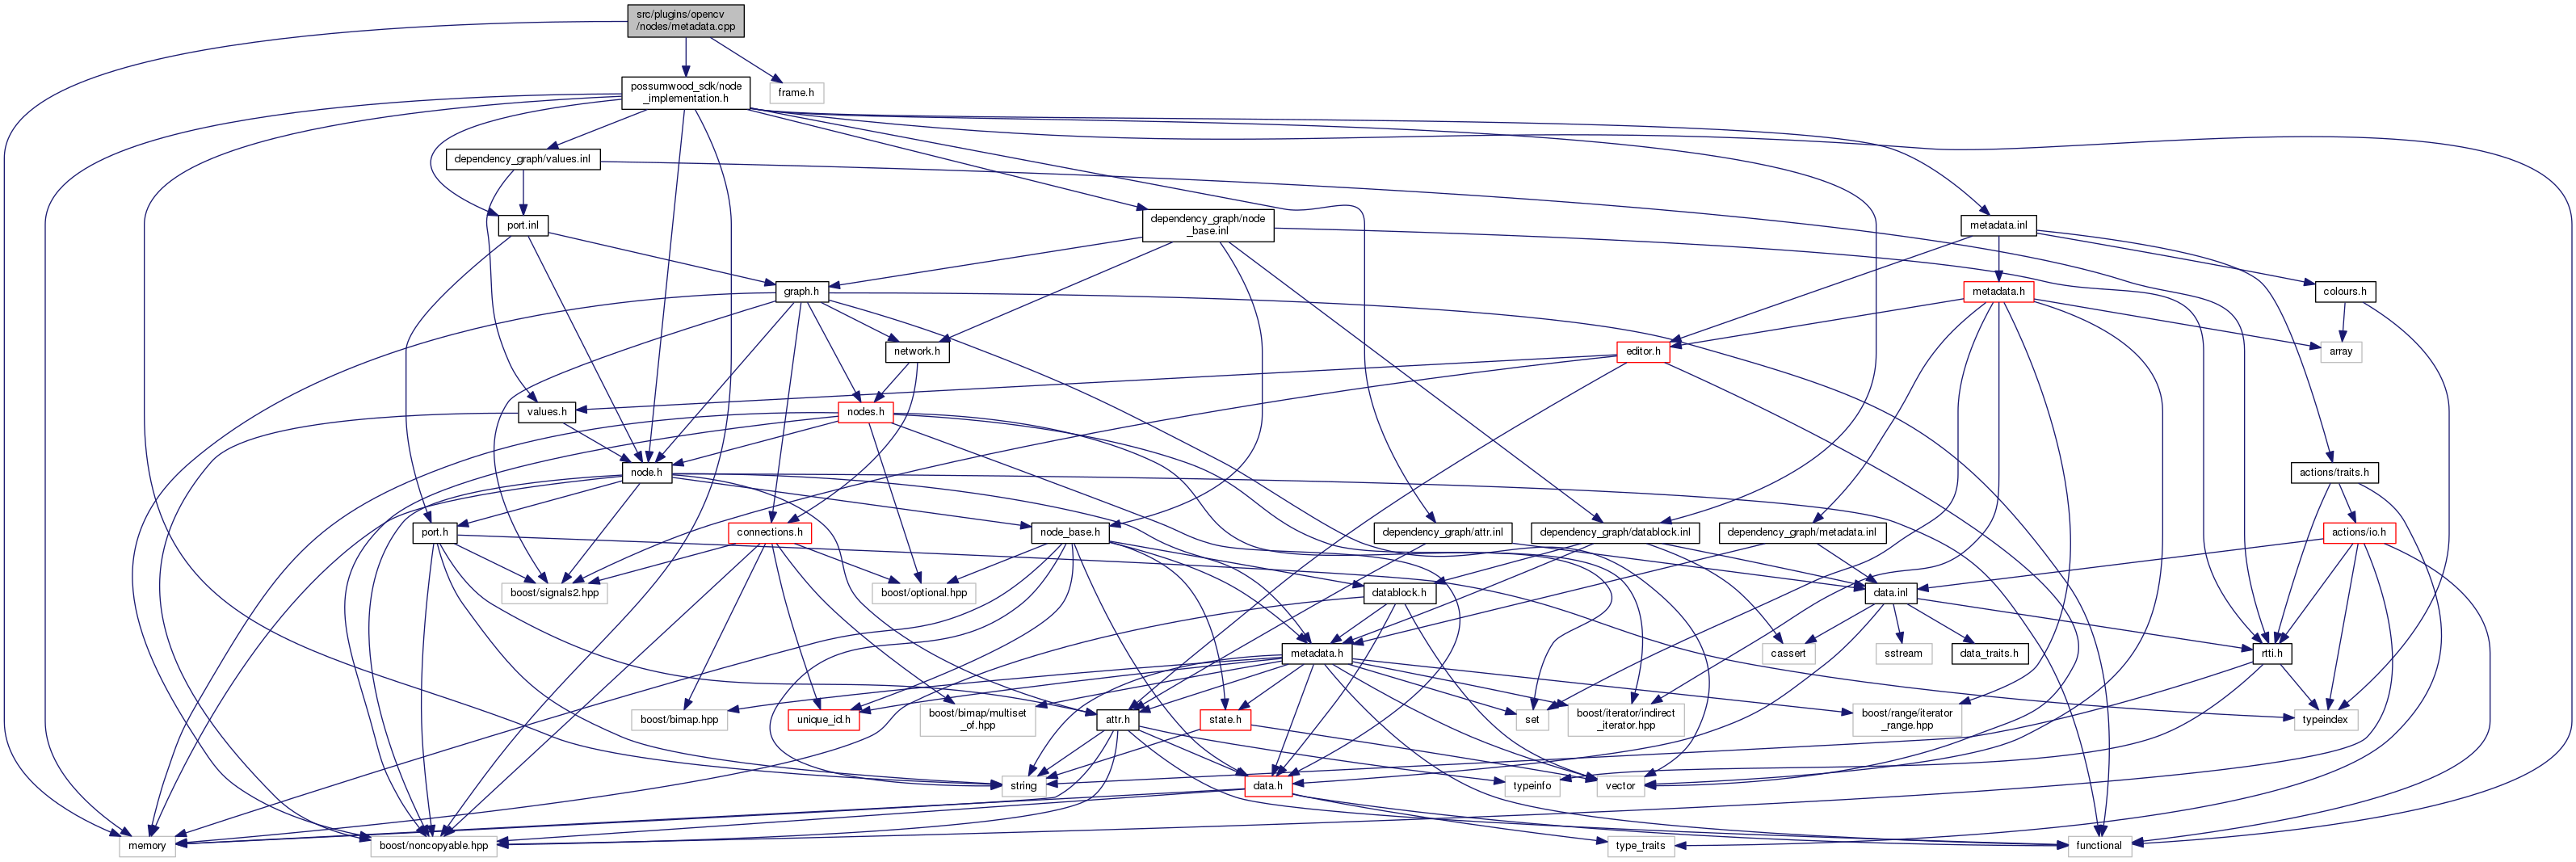 src/plugins/opencv
/nodes/metadata.cpp
possumwood_sdk/node
_implementation.h
frame.h
dependency_graph/values.inl
port.inl
dependency_graph/node
_base.inl
metadata.inl
graph.h
metadata.h
colours.h
network.h
editor.h
array
values.h
nodes.h
node.h
actions/traits.h
port.h
connections.h
node_base.h
dependency_graph/attr.inl
dependency_graph/datablock.inl
dependency_graph/metadata.inl
actions/io.h
boost/signals2.hpp
boost/optional.hpp
datablock.h
data.inl
metadata.h
cassert
sstream
data_traits.h
rtti.h
boost/bimap.hpp
unique_id.h
boost/bimap/multiset
_of.hpp
attr.h
state.h
set
boost/iterator/indirect
_iterator.hpp
boost/range/iterator
_range.hpp
typeindex
string
data.h
typeinfo
vector
memory
boost/noncopyable.hpp
type_traits
functional